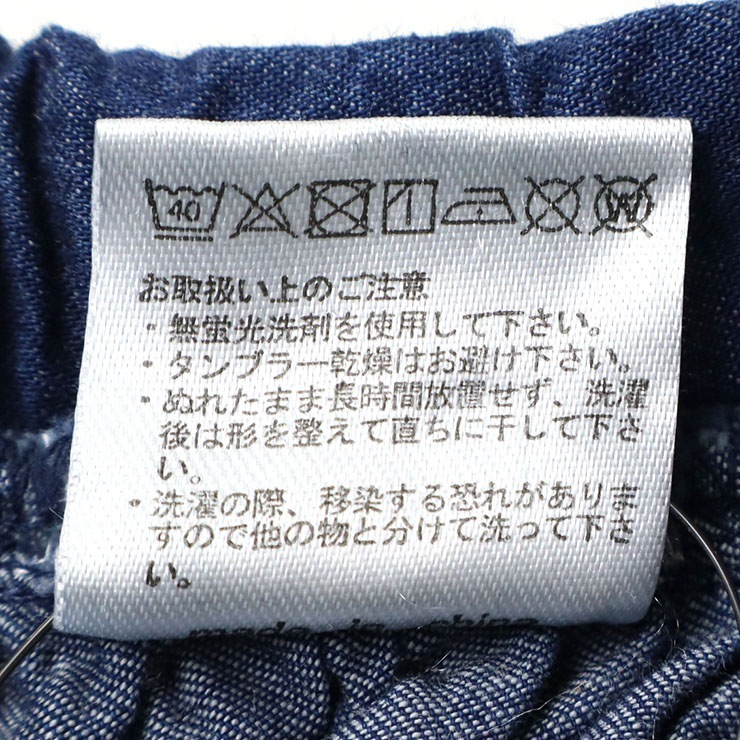 40
W
お取扱い上のご注意
・無蛍光洗剤を使用して下さい。
・タンブラー乾燥はお避け下さい。
・ぬれたまま長時間放置せず、洗濯
後は形を整えて直ちに干して下さ
い。
・洗濯の際、移染する恐れがありま
すので他の物と分けて洗って下さ
い。
made in china